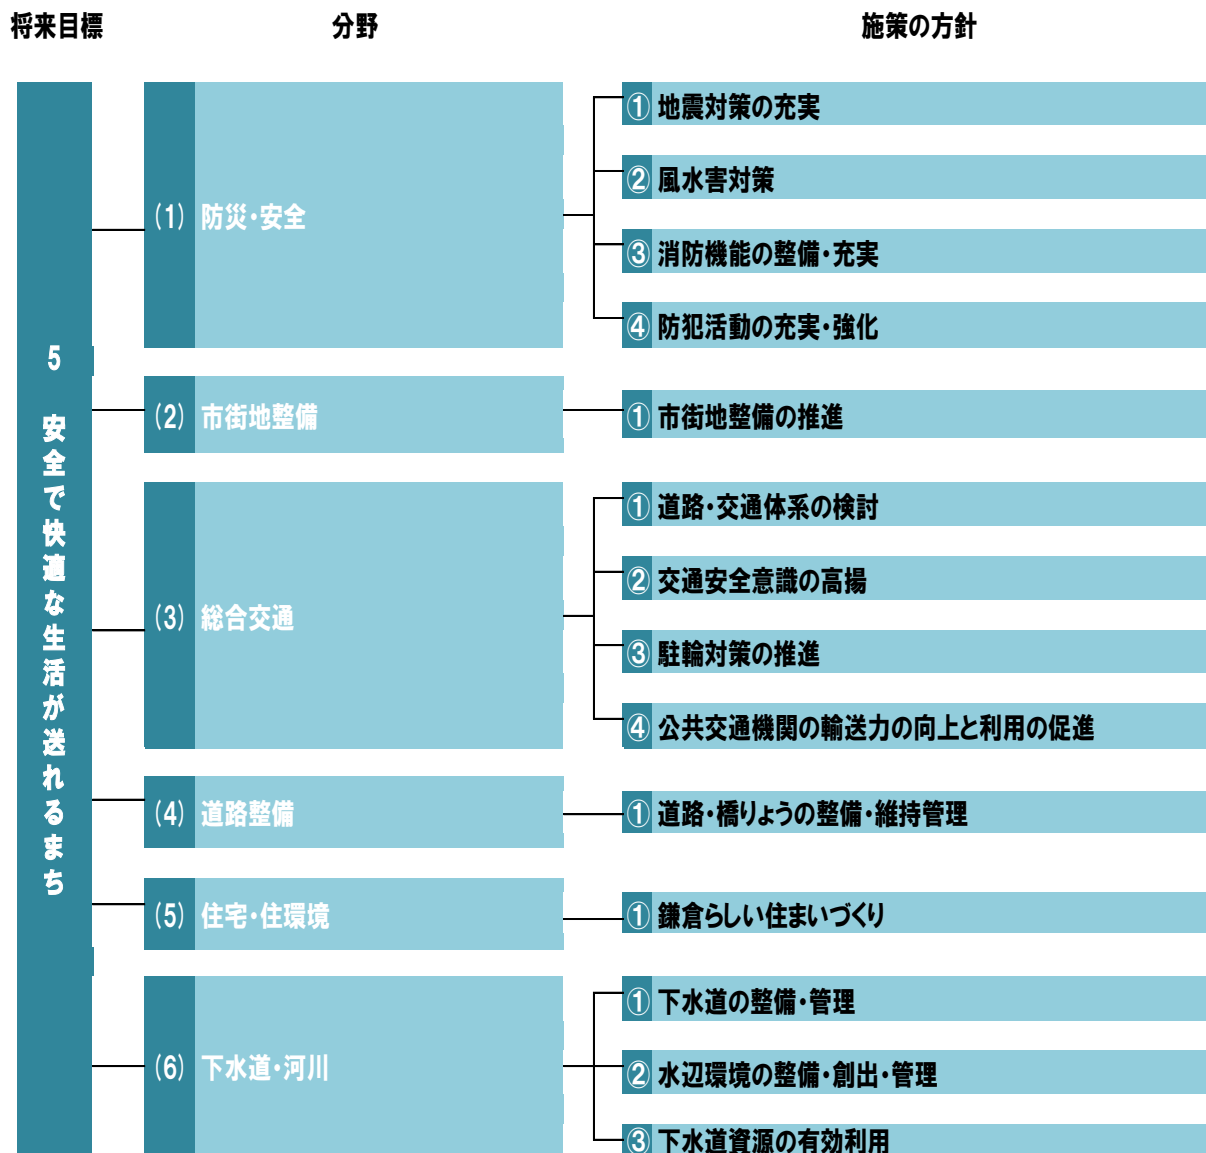 将来目標 分野 施策の方針
5 安全で快適な生活が送れるまち
(1) 防災・安全
① 地震対策の充実
② 風水害対策
③ 消防機能の整備・充実
④ 防犯活動の充実・強化
(2) 市街地整備
① 市街地整備の推進
(3) 総合交通
① 道路・交通体系の検討
② 交通安全意識の高揚
③ 駐輪対策の推進
④ 公共交通機関の輸送力の向上と利用の促進
(4) 道路整備
① 道路・橋りょうの整備・維持管理
(5) 住宅・住環境
① 鎌倉らしい住まいづくり
(6) 下水道・河川
① 下水道の整備・管理
② 水辺環境の整備・創出・管理
③ 下水道資源の有効利用